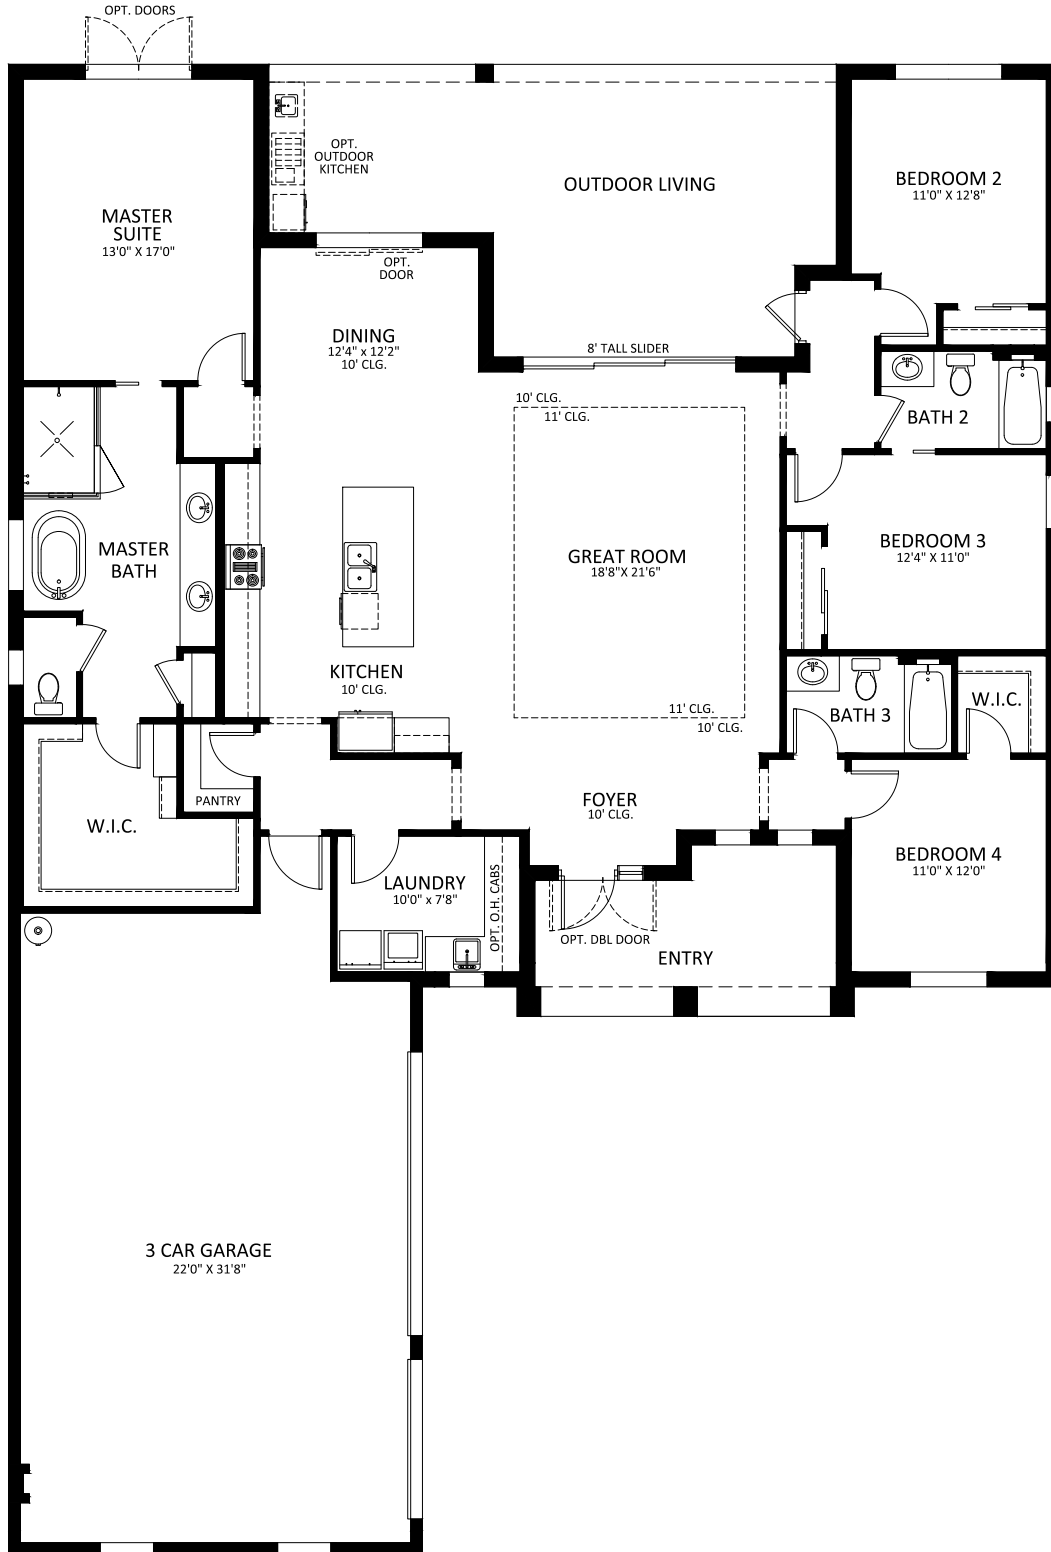 OPT. DOORS
OPT.
OUTDOOR
KITCHEN
OUTDOOR LIVING
BEDROOM 2
11'0" X 12'8"
MASTER
SUITE
13'0" X 17'0"
OPT.
DOOR
DINING
12'4" x 12'2"
10' CLG.
8' TALL SLIDER
10' CLG.
11' CLG.
BATH 2
MASTER
BATH
GREAT ROOM
18'8"X 21'6"
BEDROOM 3
12'4" X 11'0"
KITCHEN
10' CLG.
11' CLG.
10' CLG.
BATH 3
W.I.C.
PANTRY
W.I.C.
FOYER
10' CLG.
BEDROOM 4
11'0" X 12'0"
LAUNDRY
10'0" x 7'8"
OPT. O.H. CABS
OPT. DBL DOOR
ENTRY
3 CAR GARAGE
22'0" X 31'8"